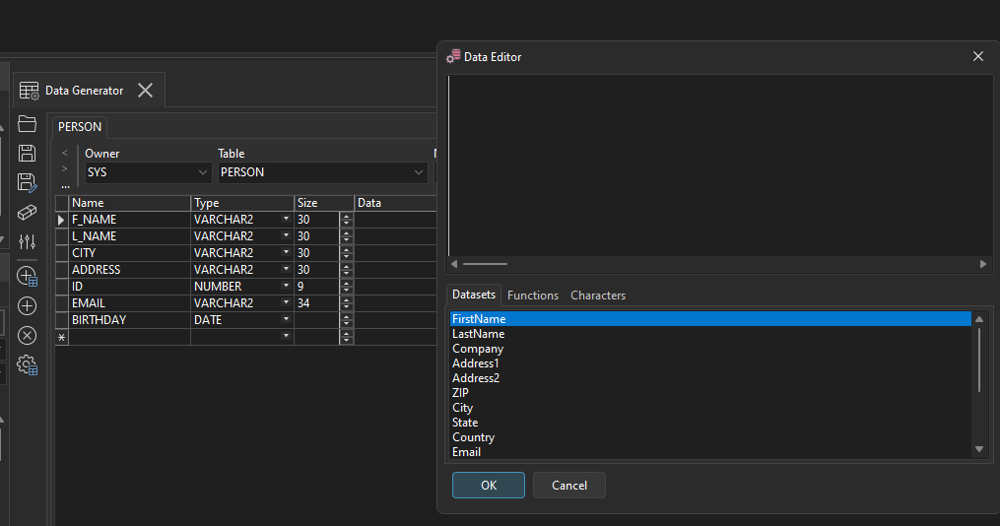 Data Generator
PERSON
Owner Table
SYS PERSON
...
Name Type Size Data
F_NAME VARCHAR2 30
L_NAME VARCHAR2 30
CITY VARCHAR2 30
ADDRESS VARCHAR2 30
ID NUMBER 9
EMAIL VARCHAR2 34
BIRTHDAY DATE
Data Editor
Datasets Functions Characters
FirstName
LastName
Company
Address1
Address2
ZIP
City
State
Country
Email
OK Cancel